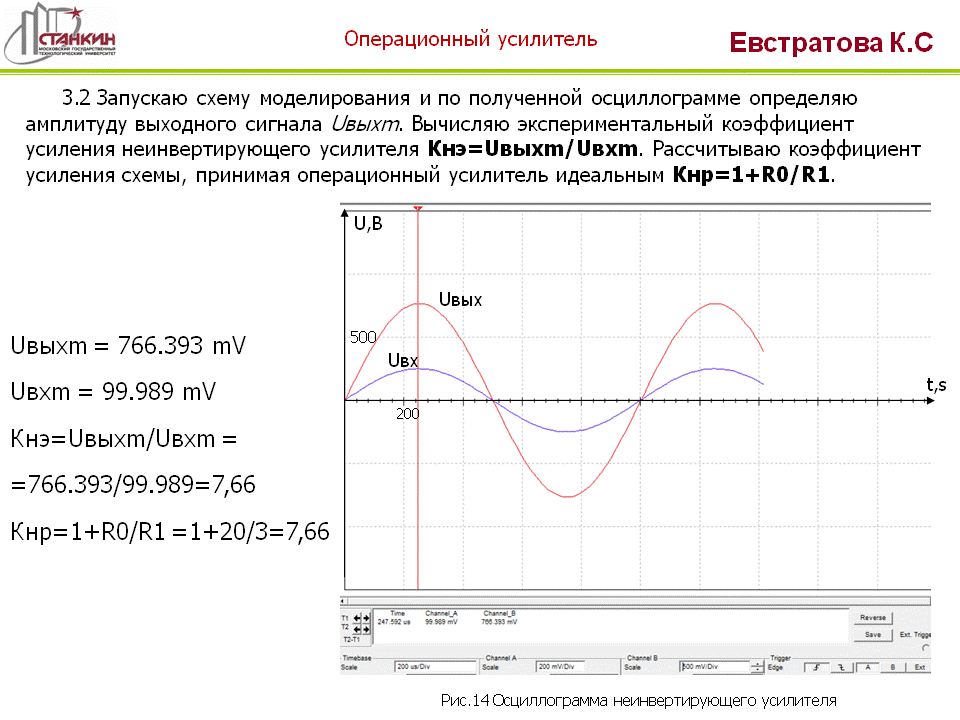 СТАНКИН
МОСКОВСКИЙ ГОСУДАРСТВЕННЫЙ
ТЕХНОЛОГИЧЕСКИЙ УНИВЕРСИТЕТ
Операционный усилитель
Евстратова К.С
3.2 Запускаю схему моделирования и по полученной осциллограмме определяю
амплитуду выходного сигнала Uвыхm. Вычисляю экспериментальный коэффициент
усиления неинвертирующего усилителя Кнэ=Uвыхm/Uвхm. Рассчитываю коэффициент
усиления схемы, принимая операционный усилитель идеальным Кнр=1+R0/R1.
Uвыхm = 766.393 mV
Uвхm = 99.989 mV
Кнэ=Uвыхm/Uвхm =
=766.393/99.989=7,66
Кнр=1+R0/R1 =1+20/3=7,66
U,В
Uвых
500
Uвх
200
t,s
T1
T2
T2-T1
Time Channel_A Channel_B
247.592 us 99.989 mV 766.393 mV
Reverse
Save
Ext. Trigge
Timebase
Scale 200 us/Div
Channel A
Scale 200 mV/Div
Channel B
Scale 500 mV/Div
Trigger
Edge A B Ext
Рис.14 Осциллограмма неинвертирующего усилителя